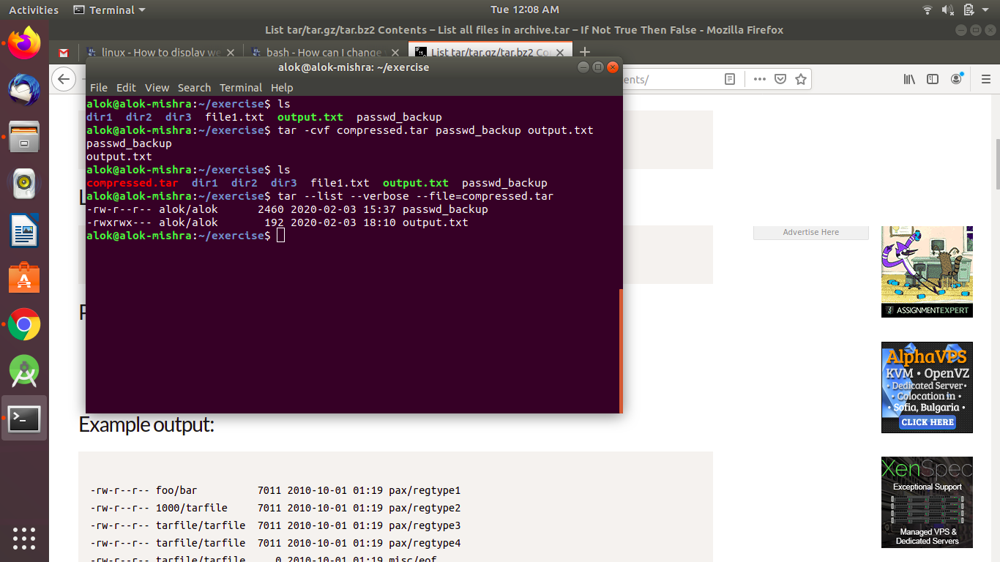 Activities Terminal Tue 12:08 AM
List tar/tar.gz/tar.bz2 Contents – List all files in archive.tar – If Not True Then False - Mozilla Firefox
linux - How to display we
bash - How can I change
List tar/tar.gz/tar.bz2 Co
alok@alok-mishra: ~/exercise
ents/
File Edit View Search Terminal Help
alok@alok-mishra:~/exercise$ ls
dir1 dir2 dir3 file1.txt output.txt passwd_backup
alok@alok-mishra:~/exercise$ tar -cvf compressed.tar passwd_backup output.txt
passwd_backup
output.txt
alok@alok-mishra:~/exercise$ ls
compressed.tar dir1 dir2 dir3 file1.txt output.txt passwd_backup
alok@alok-mishra:~/exercise$ tar --list --verbose --file=compressed.tar
-rw-r--r-- alok/alok 2460 2020-02-03 15:37 passwd_backup
-rwxrwx--- alok/alok 192 2020-02-03 18:10 output.txt
alok@alok-mishra:~/exercise$
Advertise Here
ASSIGNMENTEXPERT
AlphaVPS
KVM • OpenVZ
• Dedicated Server •
• Colocation in •
• Sofia, Bulgaria •
CLICK HERE
Example output:
-rw-r--r-- foo/bar 7011 2010-10-01 01:19 pax/regtype1
-rw-r--r-- 1000/tarfile 7011 2010-10-01 01:19 pax/regtype2
-rw-r--r-- tarfile/tarfile 7011 2010-10-01 01:19 pax/regtype3
-rw-r--r-- tarfile/tarfile 7011 2010-10-01 01:19 pax/regtype4
-rw-r--r-- tarfile/tarfile 0 2010-10-01 01:19 misc/eof
XenSpec
Exceptional Support
Managed VPS &
Dedicated Servers